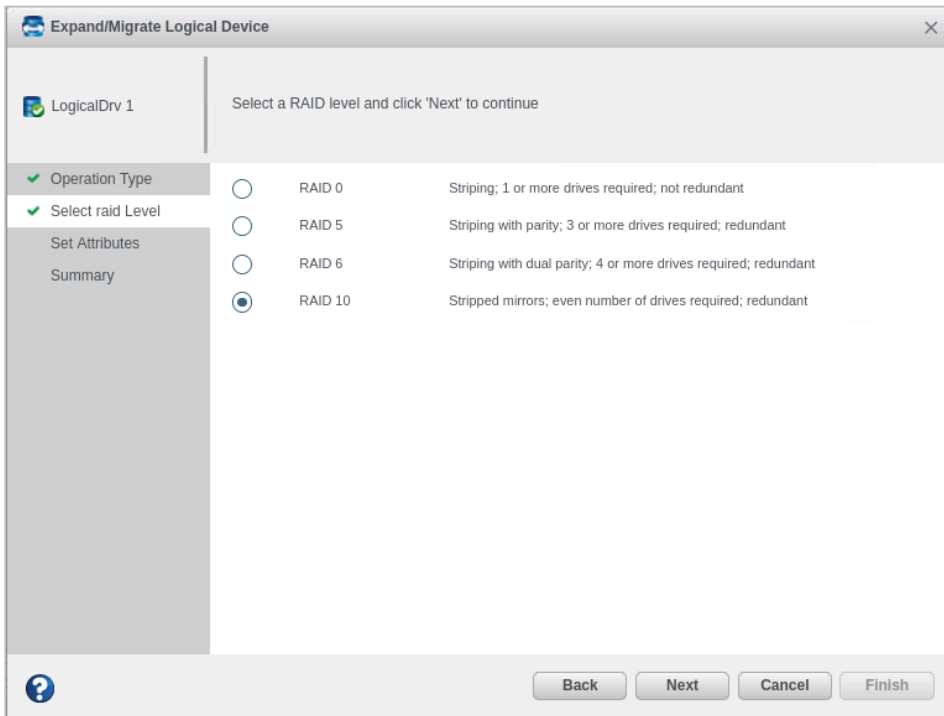 Expand/Migrate Logical Device
LogicalDrv 1
Select a RAID level and click 'Next' to continue
Operation Type
Select raid Level
Set Attributes
Summary
RAID 0 Striping; 1 or more drives required; not redundant
RAID 5 Striping with parity; 3 or more drives required; redundant
RAID 6 Striping with dual parity; 4 or more drives required; redundant
RAID 10 Stripped mirrors; even number of drives required; redundant
? Back Next Cancel Finish